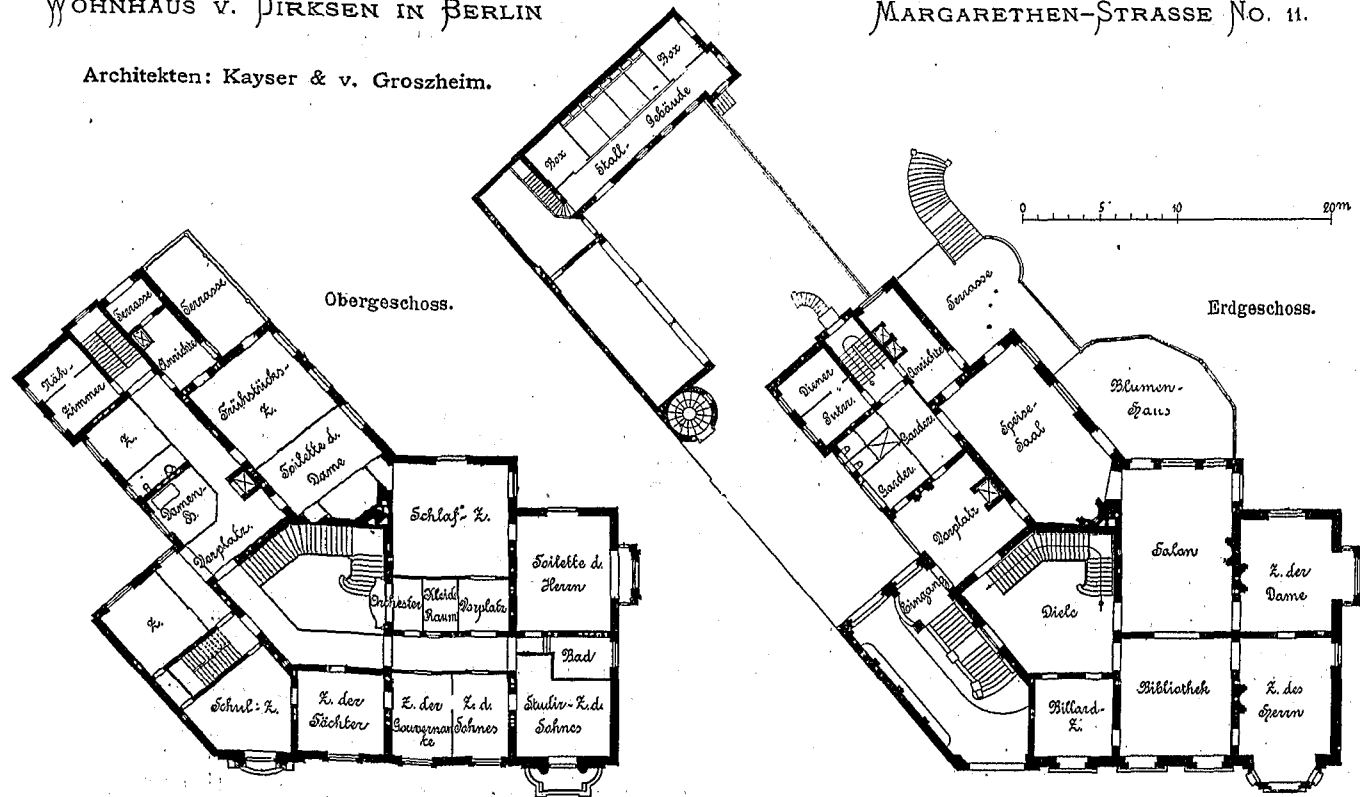 WOHNHAUS v. DIRKSEN IN BERLIN
MARGARETHEN-STRASSE No. 11.
Architekten: Kayser & v. Groszheim.
Obergeschoss.
Terrasse
Terrasse
Anrichte
Näh-
Zimmer
Z.
Frühstücks-
Z.
Toilette d.
Dame
Damen-
B.
Vorplatz.
Schlaf-Z.
Toilette d.
Herrn
Orchester
Kleid.
Raum
Vorplatz
Z.
Bad
Schul-Z.
Z. der
Töchter
Z. der
Gouvernan
te
Z. d.
Sohnes
Studir-Z. d.
Sohnes
Erdgeschoss.
0 5 10 20m
Box
Stall-
Gebäude
Box
Terrasse
Anrichte
Diener
Putzr.
Garder.
Garder.
Speise-
Saal
Blumen-
Haus
Vorplatz
Eingang
Diele
Salon
Z. der
Dame
Billard-
Z.
Bibliothek
Z. des
Herrn